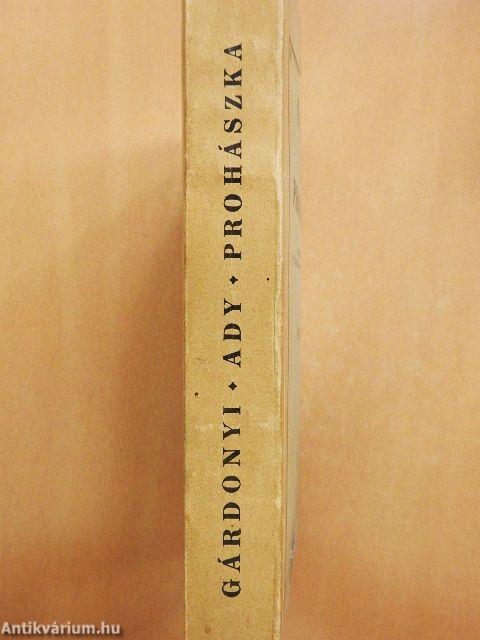 GÁRDONYI ✦ ADY ✦ PROHÁSZKA
Antikvárium.hu